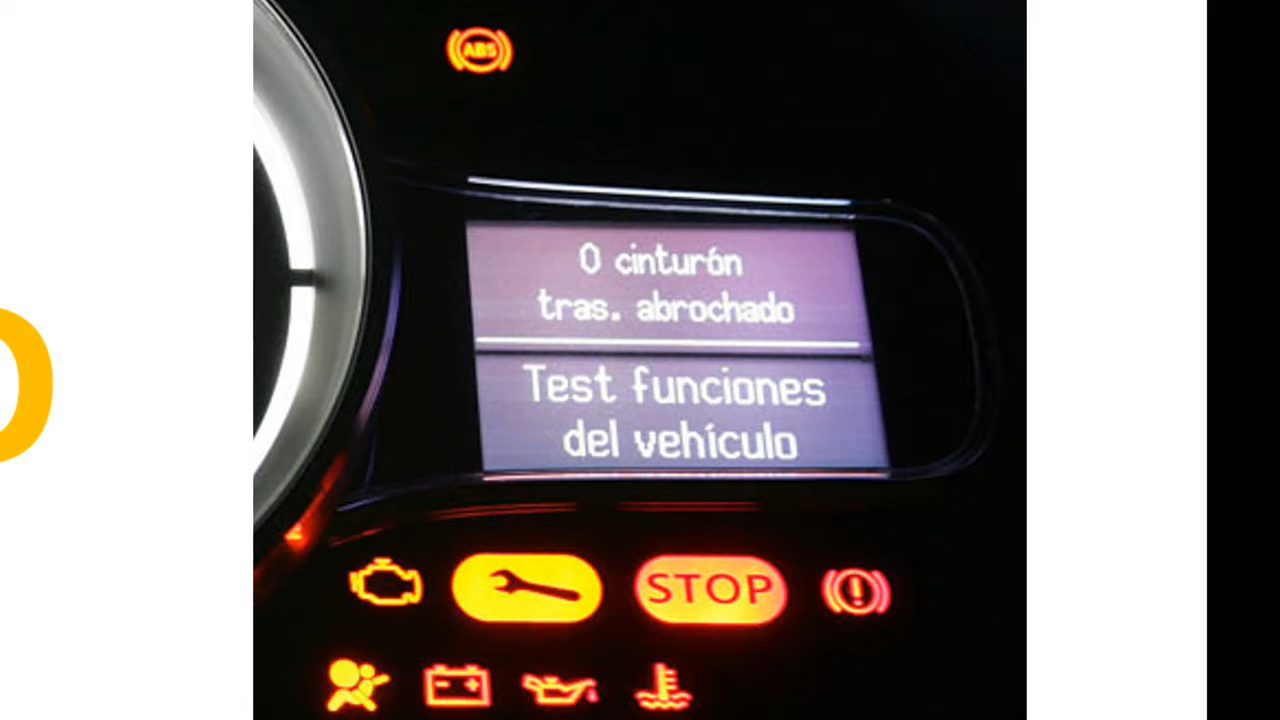 ABS
0 cinturón
tras. abrochado
Test funciones
del vehículo
STOP